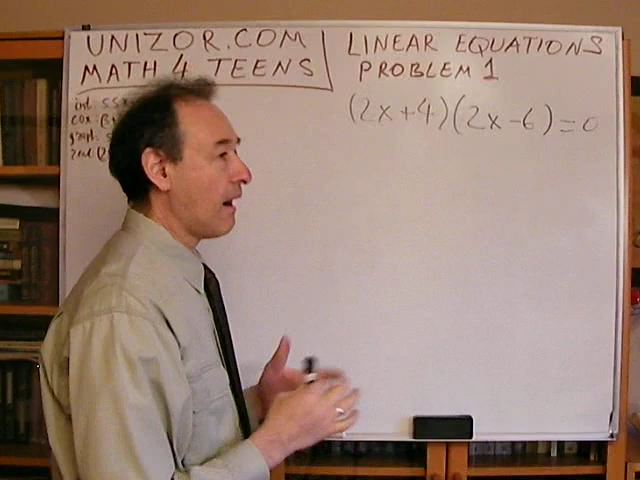 UNIZOR.COM
MATH 4 TEENS
LINEAR EQUATIONS
PROBLEM 1
(2x+4)(2x-6)=0